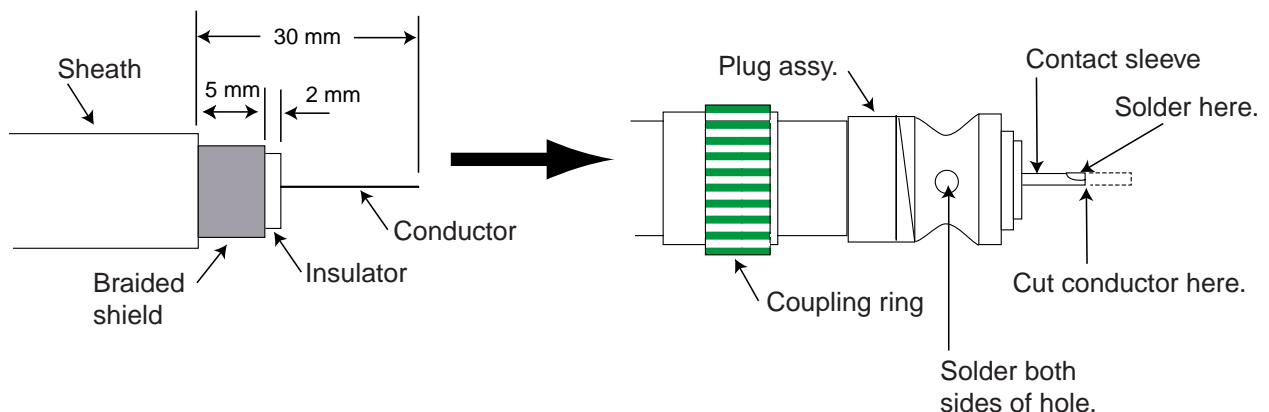 30 mm
Sheath
5 mm
2 mm
Conductor
Insulator
Braided
shield
Plug assy.
Contact sleeve
Solder here.
Cut conductor here.
Coupling ring
Solder both
sides of hole.